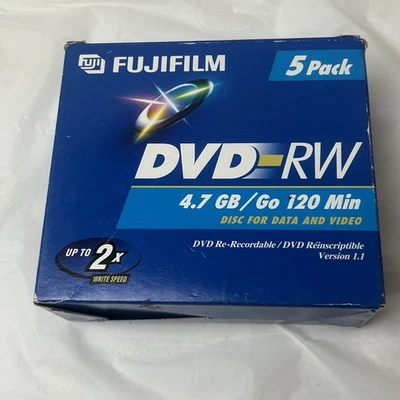 FUJI FUJIFILM 5 Pack
DVD-RW
4.7 GB/Go 120 Min
DISC FOR DATA AND VIDEO
DVD Re-Recordable / DVD Réinscriptible
Version 1.1
UP TO 2x
WRITE SPEED